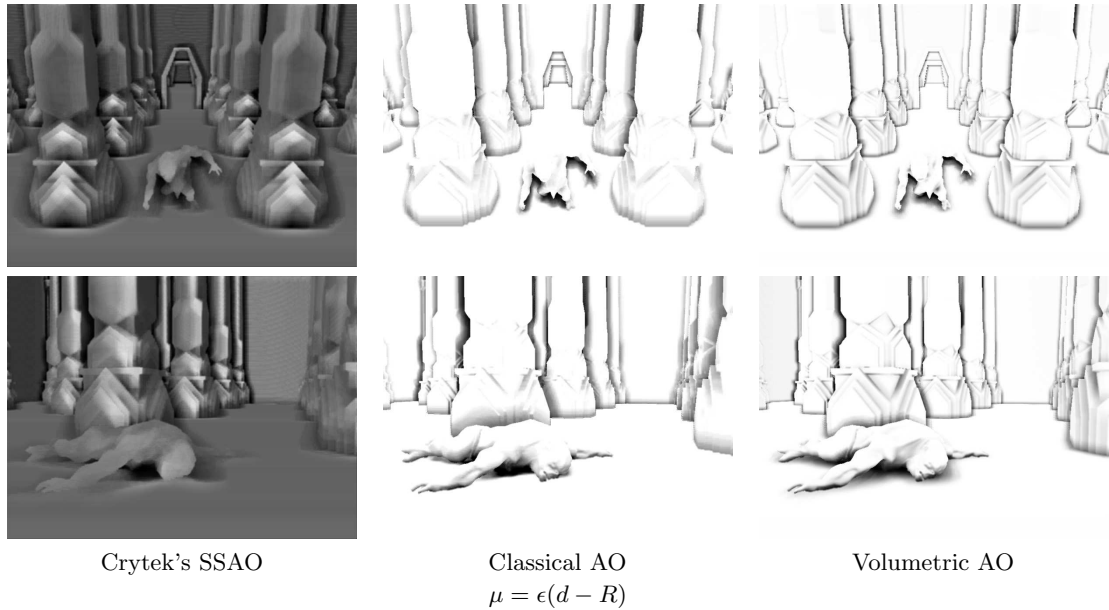 Crytek's SSAO
Classical AO
Volumetric AO
μ = ϵ(d − R)